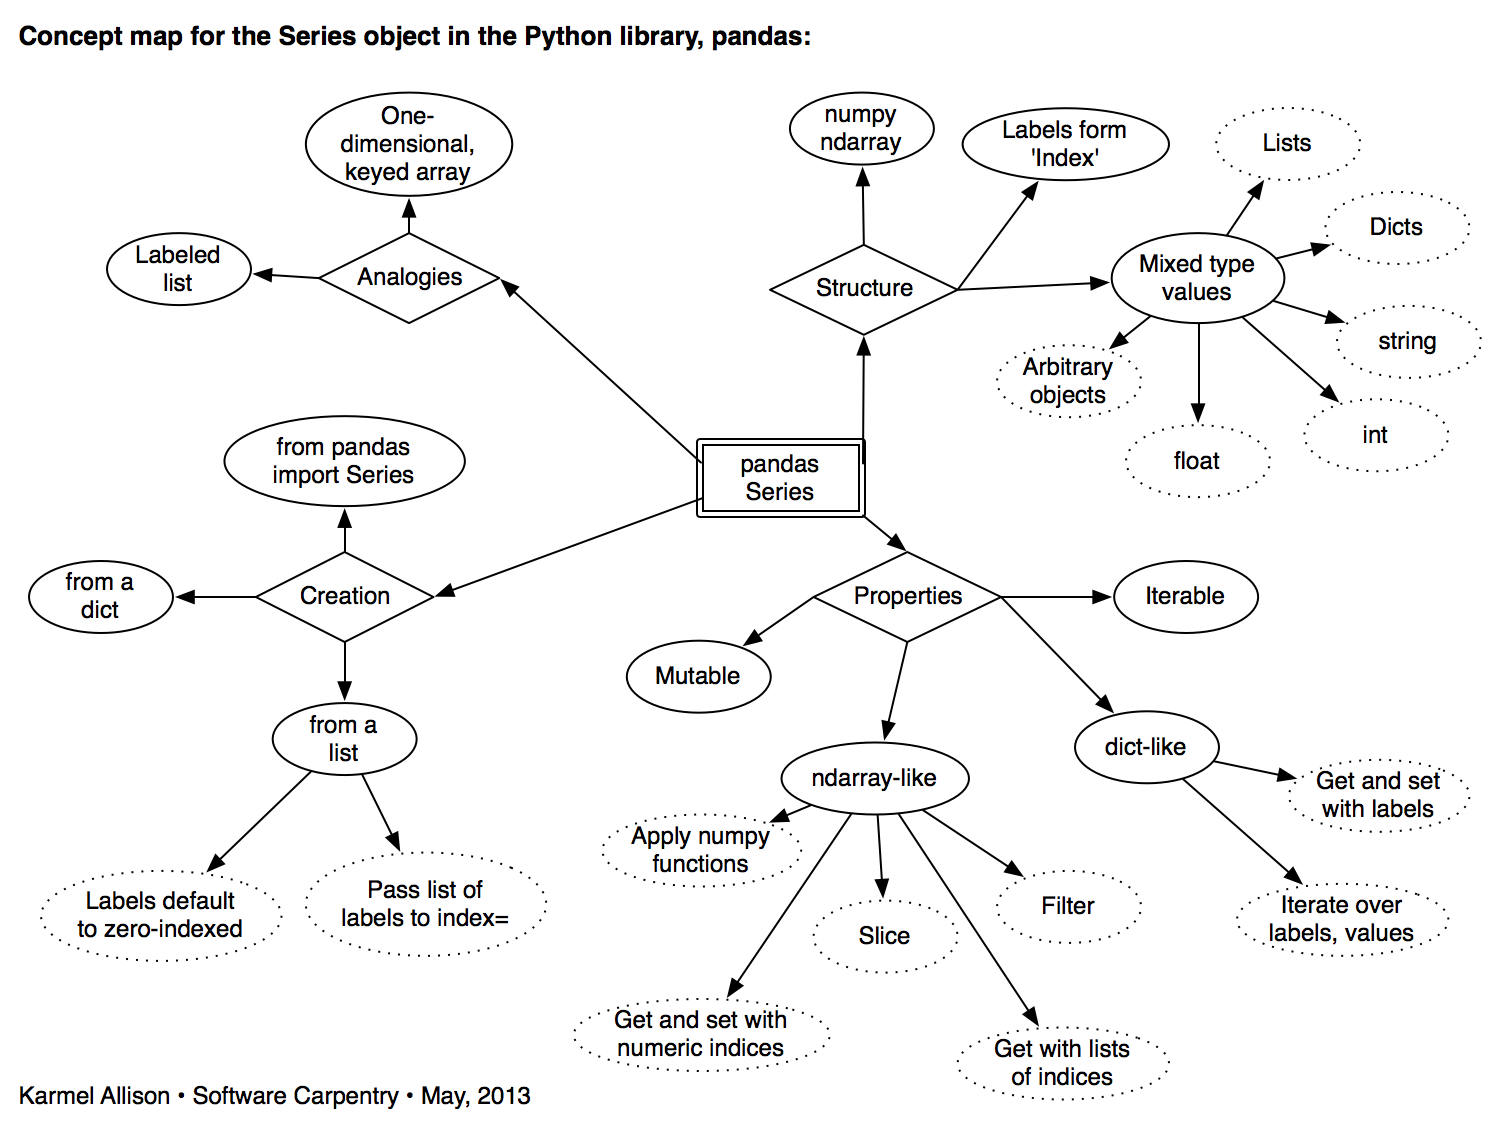 Concept map for the Series object in the Python library, pandas:
One-
dimensional,
keyed array
Labeled
list
Analogies
numpy
ndarray
Labels form
'Index'
Structure
Mixed type
values
Lists
Dicts
string
int
float
Arbitrary
objects
pandas
Series
from pandas
import Series
from a
dict
Creation
from a
list
Labels default
to zero-indexed
Pass list of
labels to index=
Properties
Iterable
Mutable
ndarray-like
dict-like
Get and set
with labels
Iterate over
labels, values
Apply numpy
functions
Slice
Filter
Get and set with
numeric indices
Get with lists
of indices
Karmel Allison • Software Carpentry • May, 2013